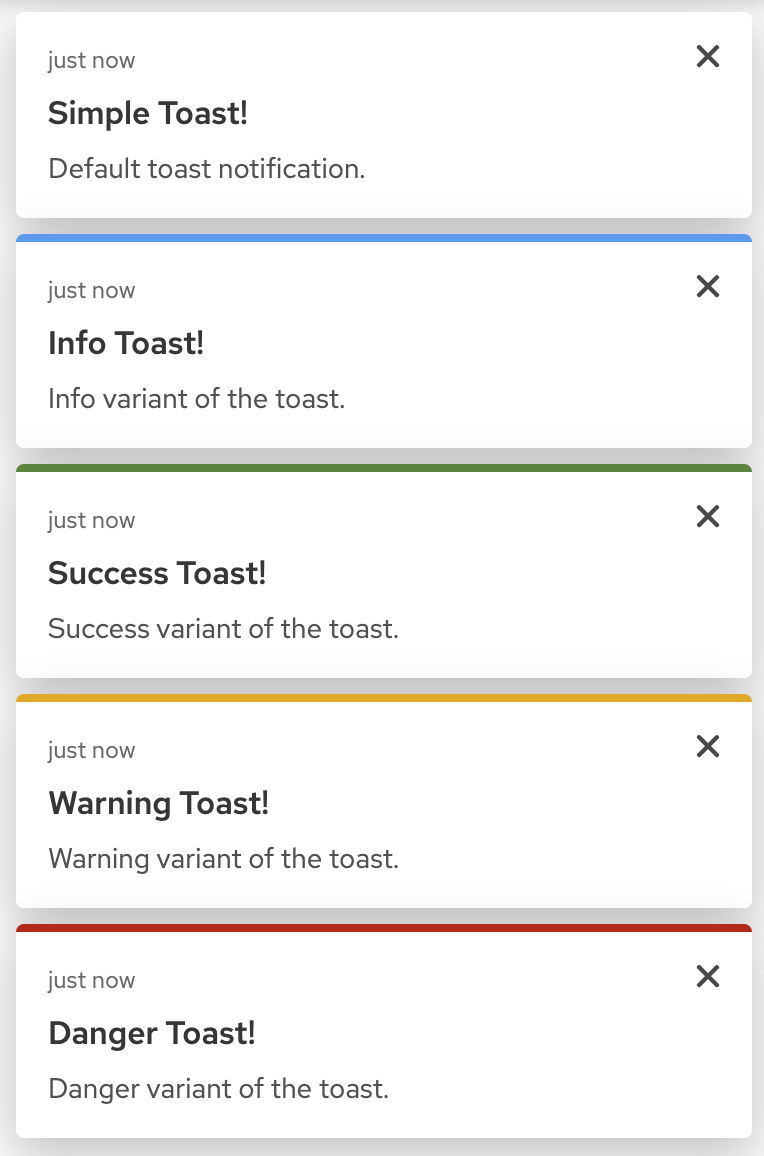 just now
Simple Toast!
Default toast notification.
just now
Info Toast!
Info variant of the toast.
just now
Success Toast!
Success variant of the toast.
just now
Warning Toast!
Warning variant of the toast.
just now
Danger Toast!
Danger variant of the toast.